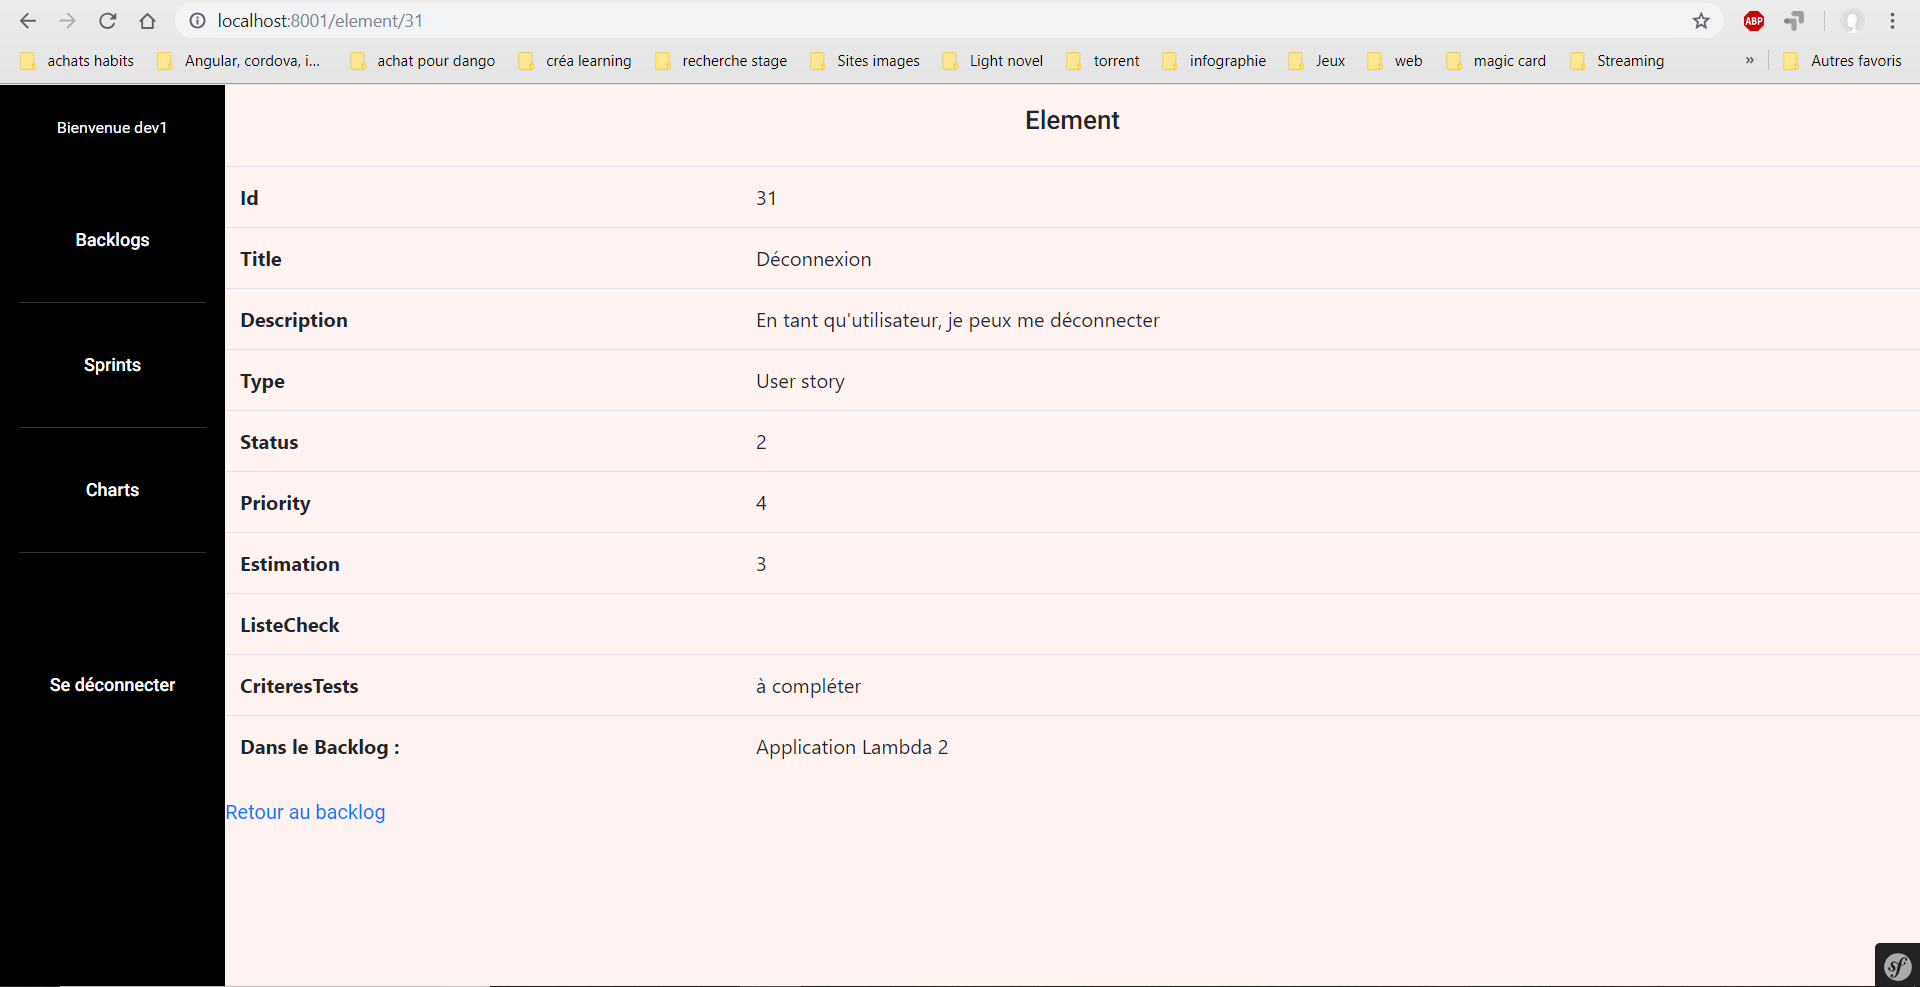 localhost:8001/element/31
ABP
achats habits
Angular, cordova, i...
achat pour dango
créa learning
recherche stage
Sites images
Light novel
torrent
infographie
Jeux
web
magic card
Streaming
»
Autres favoris
Bienvenue dev1
Backlogs
Sprints
Charts
Se déconnecter
Element
Id 31
Title Déconnexion
Description En tant qu'utilisateur, je peux me déconnecter
Type User story
Status 2
Priority 4
Estimation 3
ListeCheck
CriteresTests à compléter
Dans le Backlog : Application Lambda 2
Retour au backlog
sf